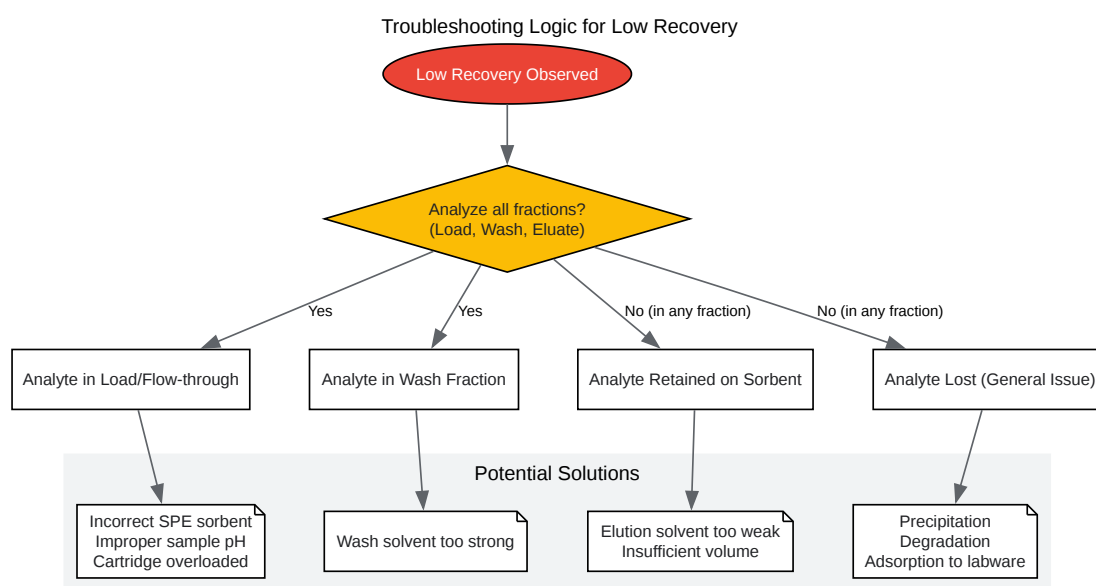 Troubleshooting Logic for Low Recovery
Low Recovery Observed
Analyze all fractions?
(Load, Wash, Eluate)
Yes
Yes
No (in any fraction)
No (in any fraction)
Analyte in Load/Flow-through
Analyte in Wash Fraction
Analyte Retained on Sorbent
Analyte Lost (General Issue)
Potential Solutions
Incorrect SPE sorbent
Improper sample pH
Cartridge overloaded
Wash solvent too strong
Elution solvent too weak
Insufficient volume
Precipitation
Degradation
Adsorption to labware